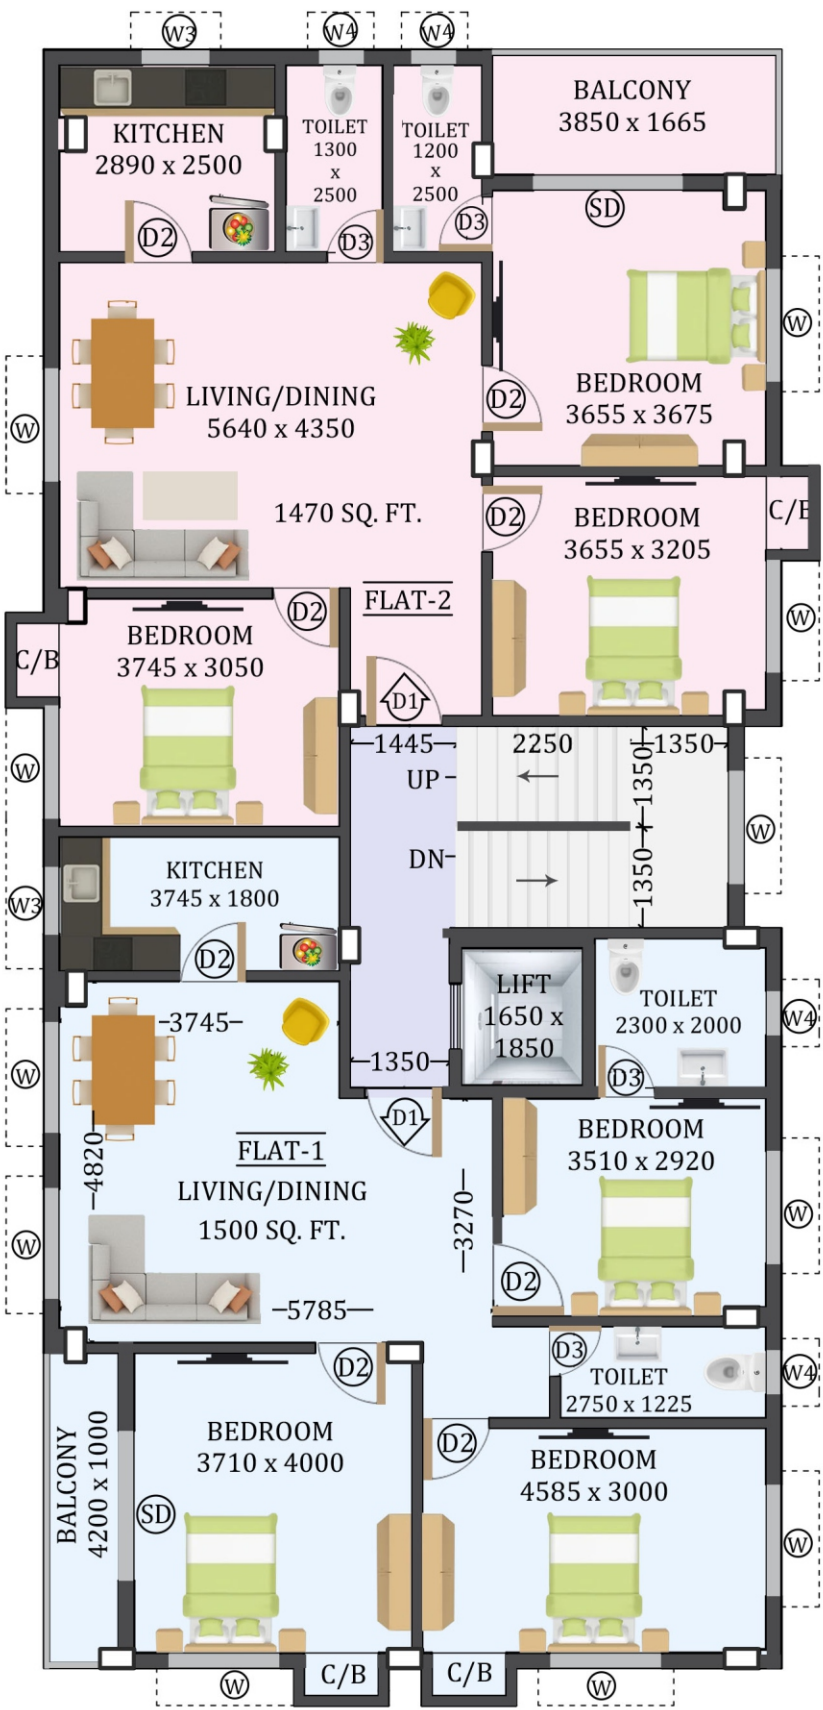 W3
W4
W4
KITCHEN
2890 x 2500
TOILET
1300
x
2500
TOILET
1200
x
2500
BALCONY
3850 x 1665
D2
D3
D3
SD
W
BEDROOM
3655 x 3675
D2
LIVING/DINING
5640 x 4350
W
1470 SQ. FT.
D2
BEDROOM
3655 x 3205
C/B
FLAT-2
D2
W
BEDROOM
3745 x 3050
C/B
D1
W
1445
2250
1350
UP
1350
W
DN
1350
KITCHEN
3745 x 1800
W3
D2
LIFT
1650 x
1850
TOILET
2300 x 2000
W4
3745
W
1350
D3
D1
4820
FLAT-1
LIVING/DINING
1500 SQ. FT.
BEDROOM
3510 x 2920
W
3270
W
D2
5785
D3
TOILET
2750 x 1225
W4
D2
BALCONY
4200 x 1000
BEDROOM
3710 x 4000
D2
BEDROOM
4585 x 3000
SD
W
C/B
C/B
W
W